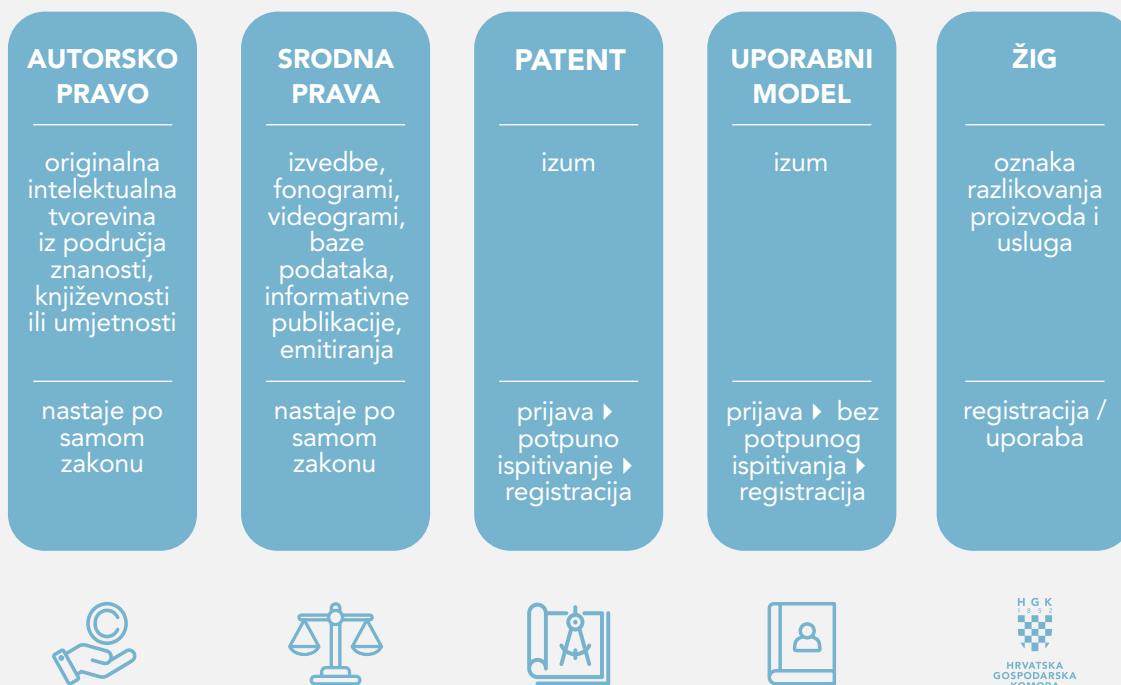 AUTORSKO
PRAVO
originalna
intelektualna
tvorevina
iz područja
znanosti,
književnosti
ili umjetnosti
nastaje po
samom
zakonu
SRODNA
PRAVA
izvedbe,
fonogrami,
videogrami,
baze
podataka,
informativne
publikacije,
emitiranja
nastaje po
samom
zakonu
PATENT
izum
prijava ▸
potpuno
ispitivanje ▸
registracija
UPORABNI
MODEL
izum
prijava ▸ bez
potpunog
ispitivanja ▸
registracija
ŽIG
oznaka
razlikovanja
proizvoda i
usluga
registracija /
uporaba
C
HGK
1852
HRVATSKA
GOSPODARSKA
KOMORA